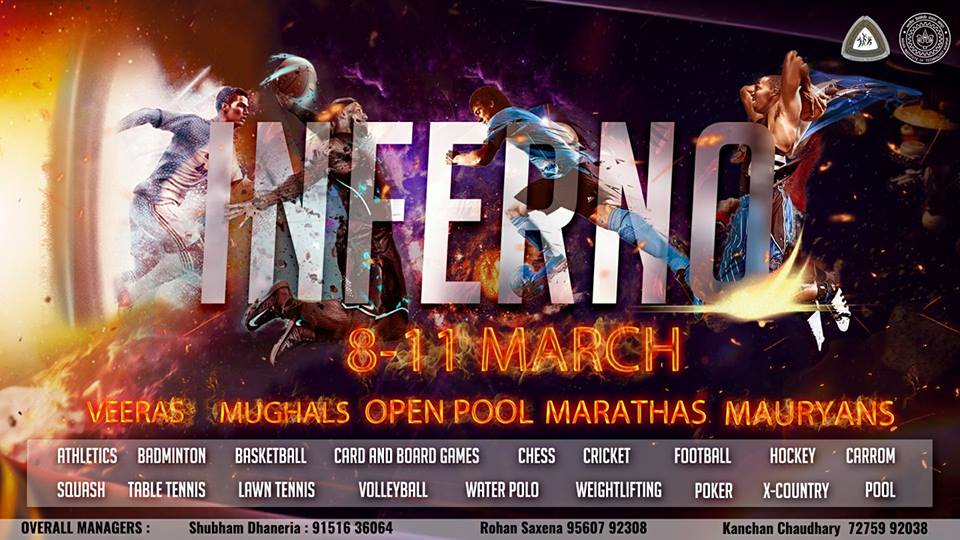 INFERNO
8-11 MARCH
VEERAS MUGHALS OPEN POOL MARATHAS MAURYANS
ATHLETICS BADMINTON BASKETBALL CARD AND BOARD GAMES CHESS CRICKET FOOTBALL HOCKEY CARROM
SQUASH TABLE TENNIS LAWN TENNIS VOLLEYBALL WATER POLO WEIGHTLIFTING POKER X-COUNTRY POOL
OVERALL MANAGERS : Shubham Dhaneria : 91516 36064 Rohan Saxena 95607 92308 Kanchan Chaudhary 72759 92038